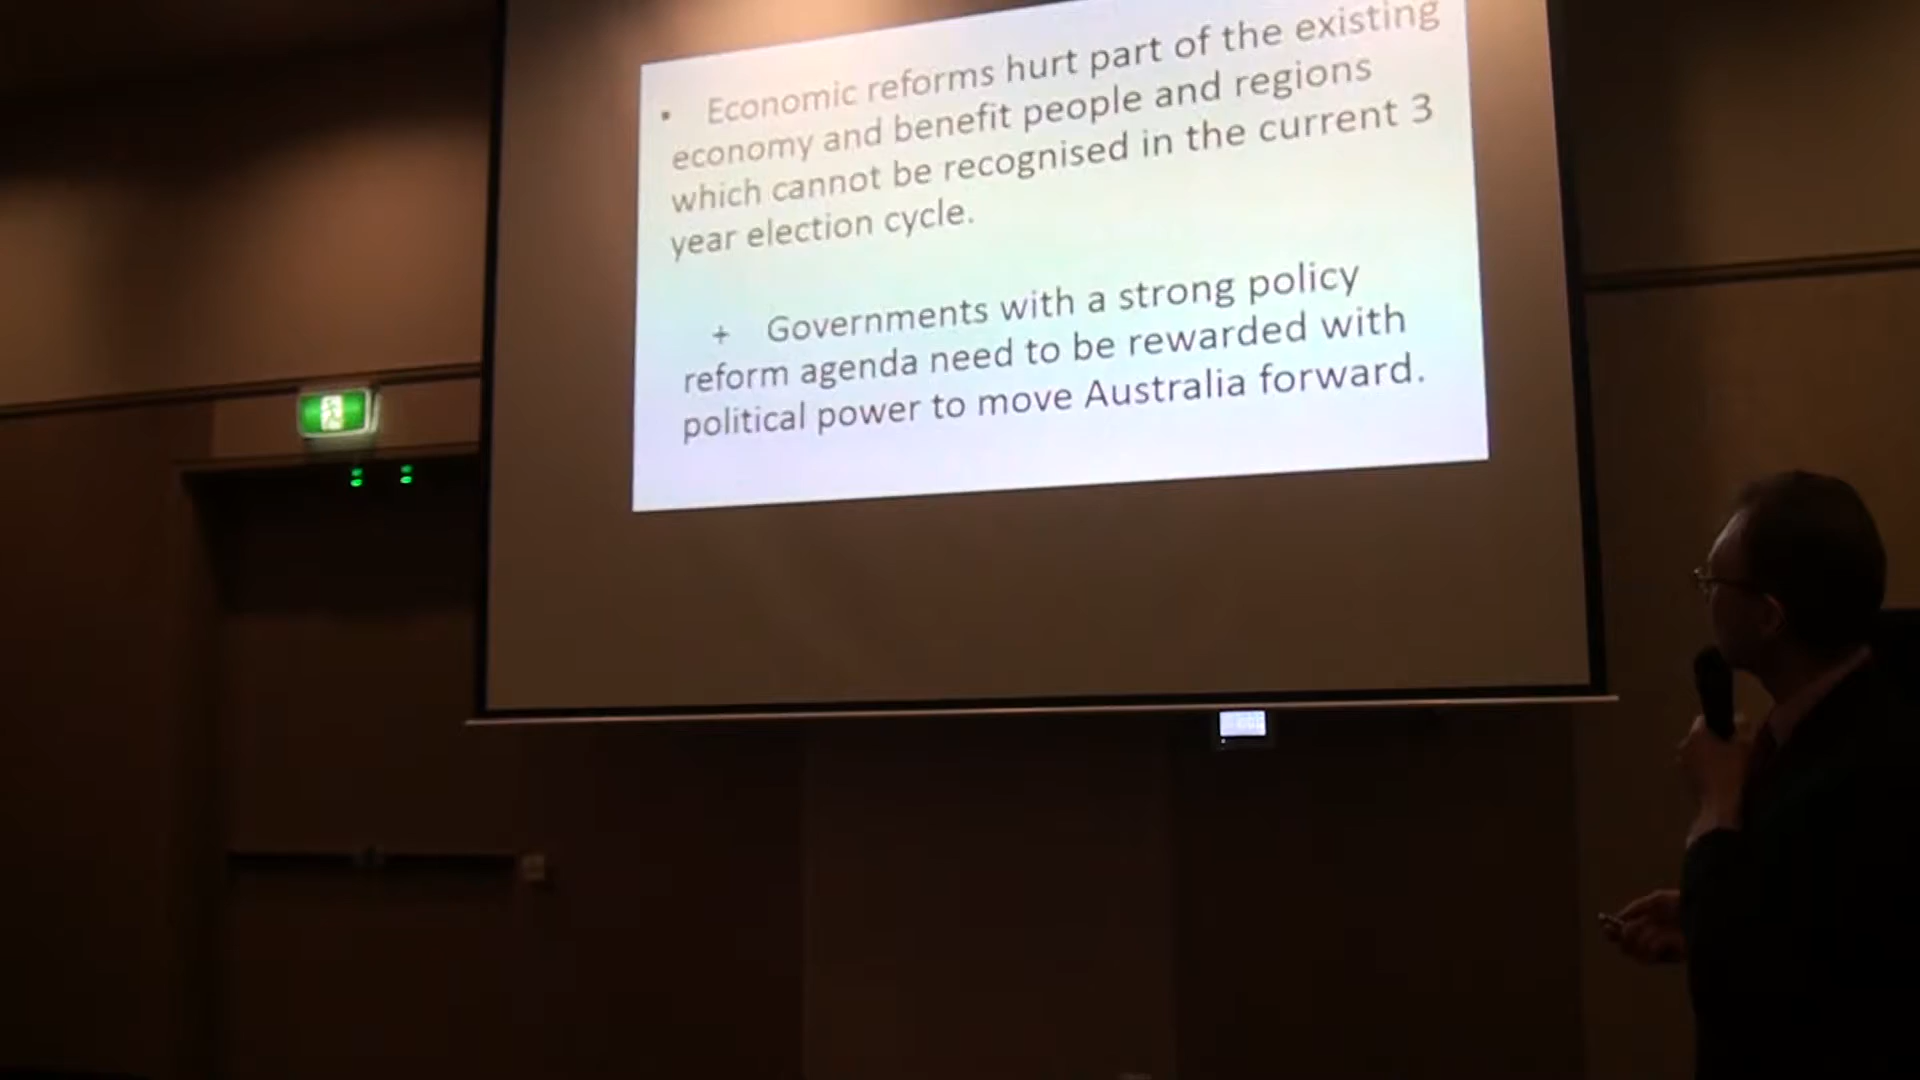 • Economic reforms hurt part of the existing
economy and benefit people and regions
which cannot be recognised in the current 3
year election cycle.
+ Governments with a strong policy
reform agenda need to be rewarded with
political power to move Australia forward.